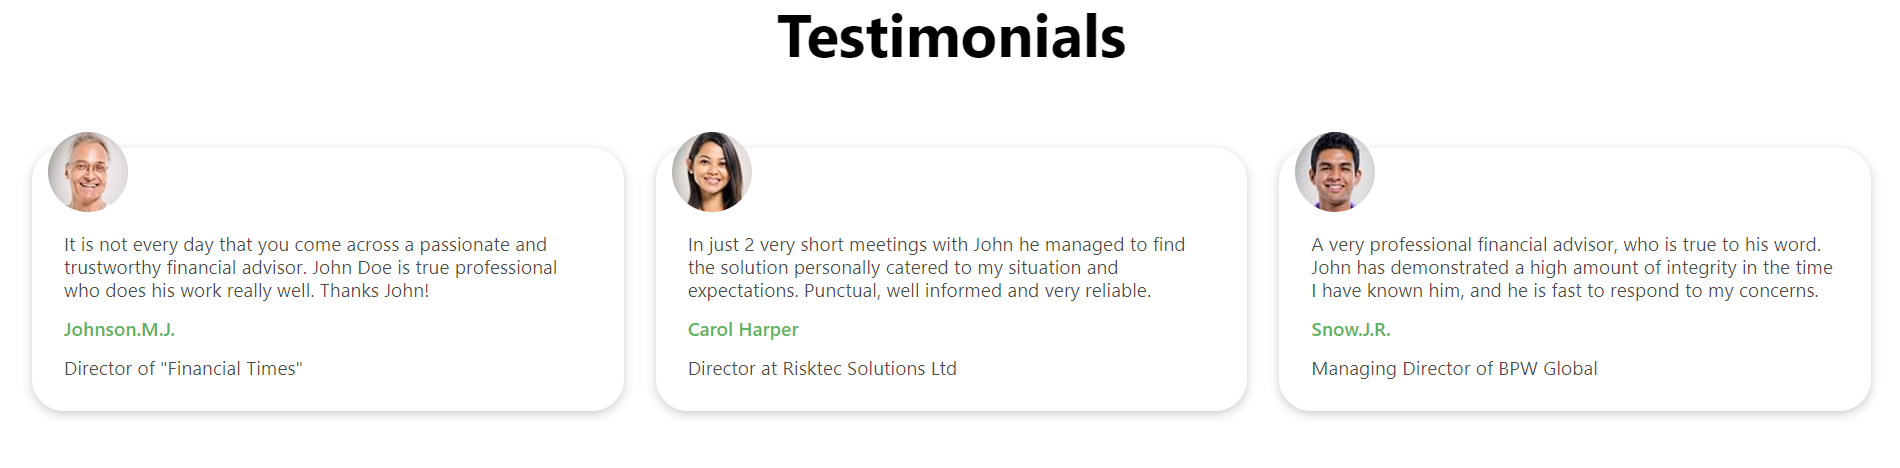 Testimonials
It is not every day that you come across a passionate and
trustworthy financial advisor. John Doe is true professional
who does his work really well. Thanks John!
Johnson.M.J.
Director of "Financial Times"
In just 2 very short meetings with John he managed to find
the solution personally catered to my situation and
expectations. Punctual, well informed and very reliable.
Carol Harper
Director at Risktec Solutions Ltd
A very professional financial advisor, who is true to his word.
John has demonstrated a high amount of integrity in the time
I have known him, and he is fast to respond to my concerns.
Snow.J.R.
Managing Director of BPW Global